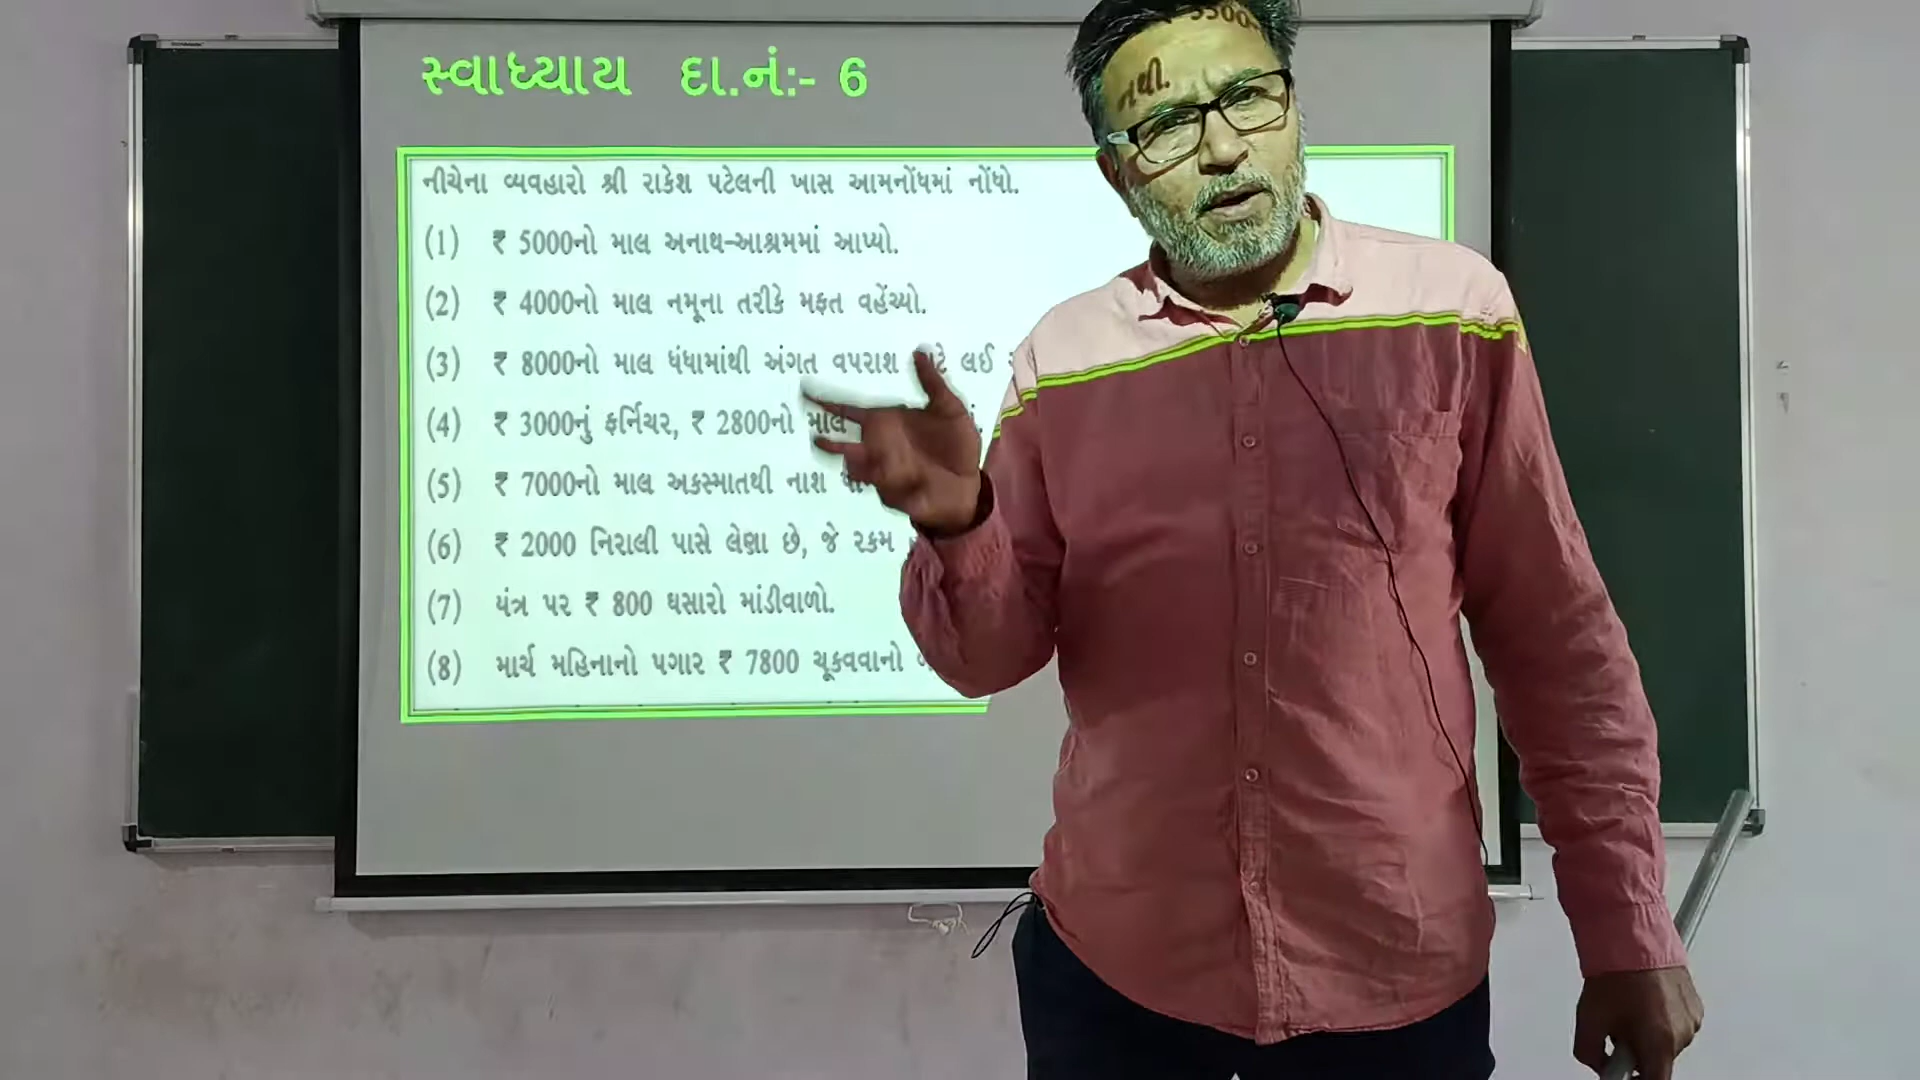 સ્વાધ્યાય દા.નં:- 6
નીચેના વ્યવહારો શ્રી રાકેશ પટેલની ખાસ આમનોંધમાં નોંધો.
(1) ₹ 5000નો માલ અનાથ-આશ્રમમાં આપ્યો.
(2) ₹ 4000નો માલ નમૂના તરીકે મફત વહેંચ્યો.
(3) ₹ 8000નો માલ ધંધામાંથી અંગત વપરાશ લઈ
(4) ₹ 3000નું ફર્નિચર, ₹ 2800નો માલ
(5) ₹ 7000નો માલ અકસ્માતથી નાશ
(6) ₹ 2000 નિરાલી પાસે લેણા છે, જે રકમ
(7) યંત્ર પર ₹ 800 ઘસારો માંડીવાળો.
(8) માર્ચ મહિનાનો પગાર ₹ 7800 ચૂકવવાનો
નથી.